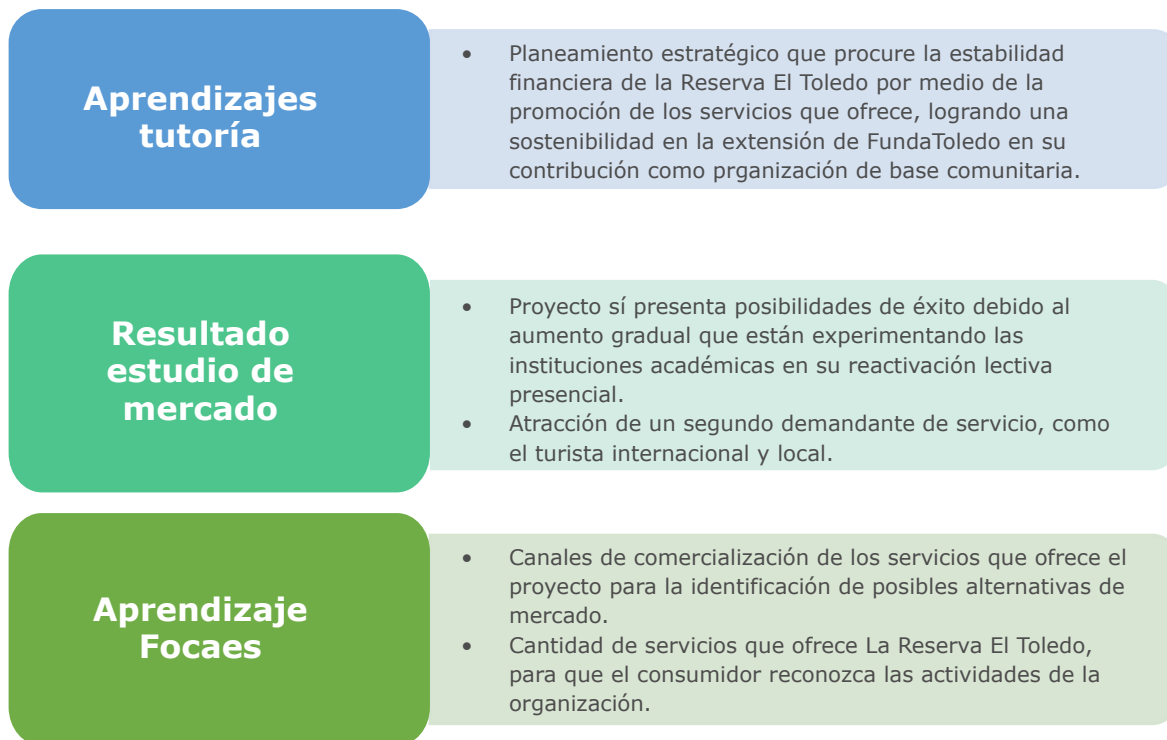 Aprendizajes
tutoría
• Planeamiento estratégico que procure la estabilidad
financiera de la Reserva El Toledo por medio de la
promoción de los servicios que ofrece, logrando una
sostenibilidad en la extensión de FundaToledo en su
contribución como prganización de base comunitaria.
Resultado
estudio de
mercado
• Proyecto sí presenta posibilidades de éxito debido al
aumento gradual que están experimentando las
instituciones académicas en su reactivación lectiva
presencial.
• Atracción de un segundo demandante de servicio, como
el turista internacional y local.
Aprendizaje
Focaes
• Canales de comercialización de los servicios que ofrece el
proyecto para la identificación de posibles alternativas de
mercado.
• Cantidad de servicios que ofrece La Reserva El Toledo,
para que el consumidor reconozca las actividades de la
organización.